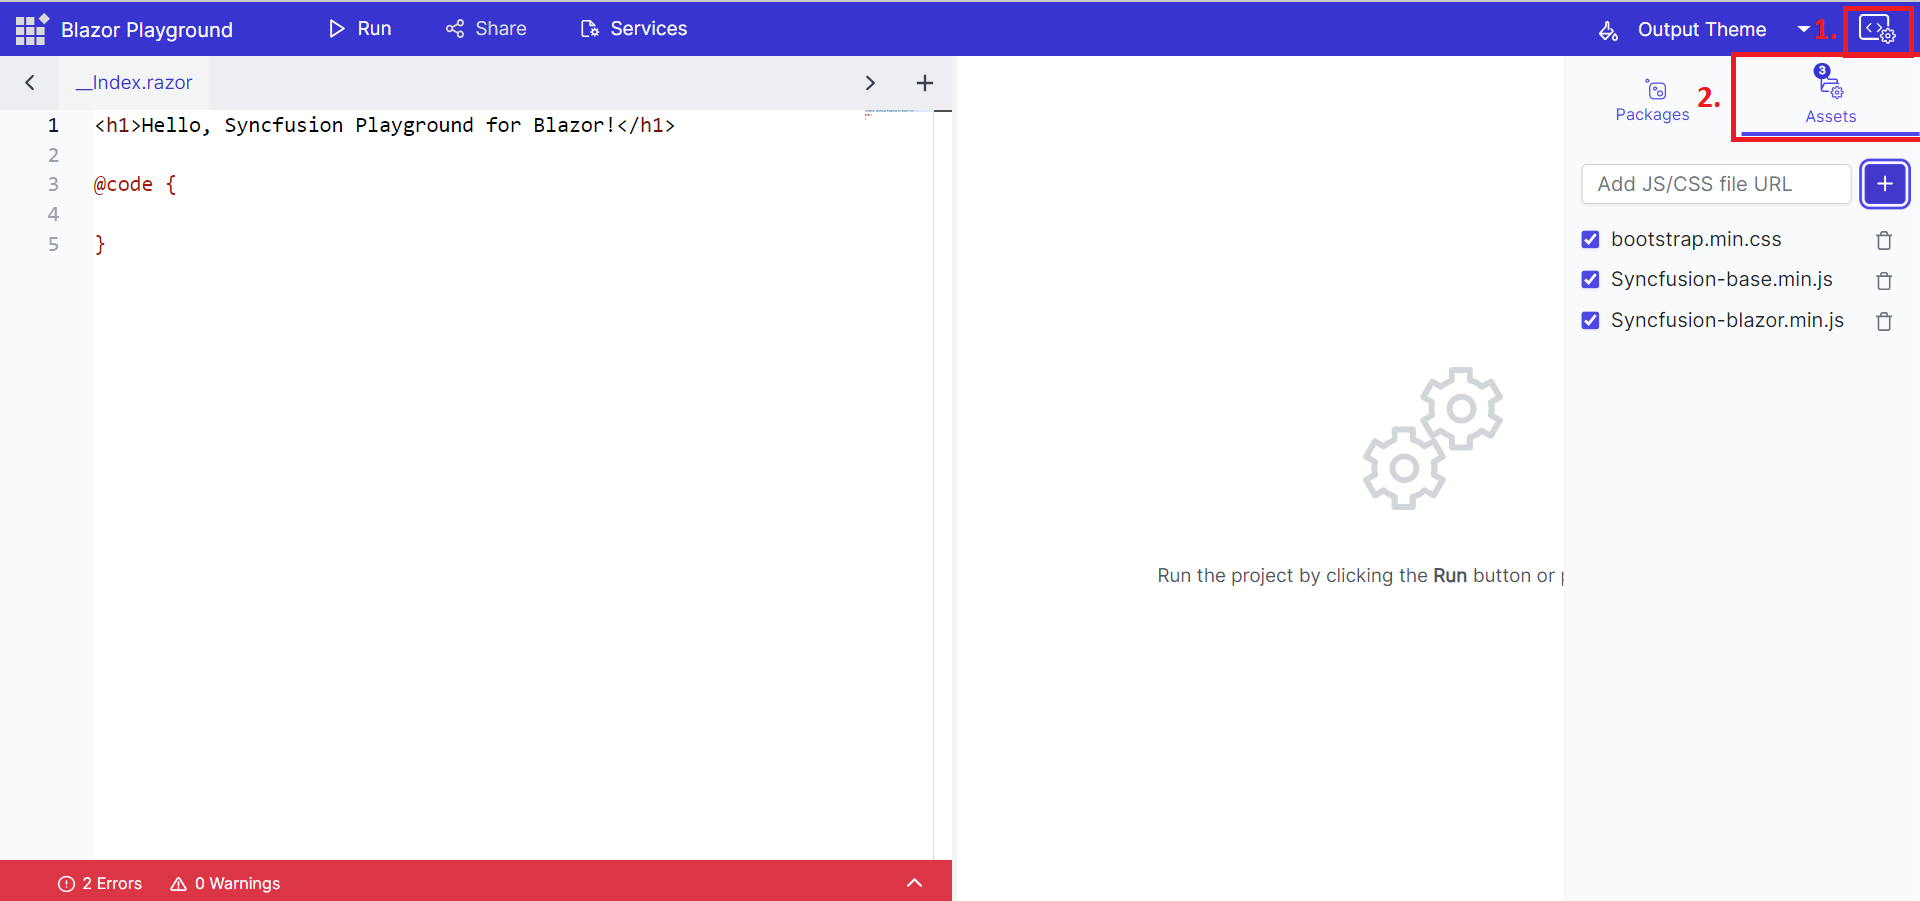 Blazor Playground
Run
Share
Services
Output Theme
1.
__Index.razor
3
Packages
2.
Assets
1 <h1>Hello, Syncfusion Playground for Blazor!</h1>
2
3 @code {
4
5 }
Add JS/CSS file URL
bootstrap.min.css
Syncfusion-base.min.js
Syncfusion-blazor.min.js
Run the project by clicking the Run button or
2 Errors
0 Warnings